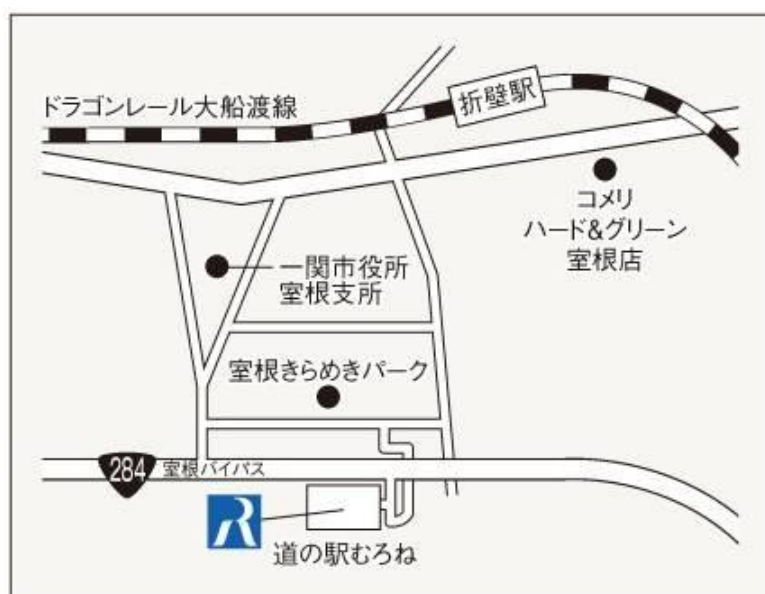 ドラゴンレール大船渡線
折壁駅
コメリ
ハード&グリーン
室根店
一関市役所
室根支所
室根きらめきパーク
284
室根バイパス
道の駅むろね